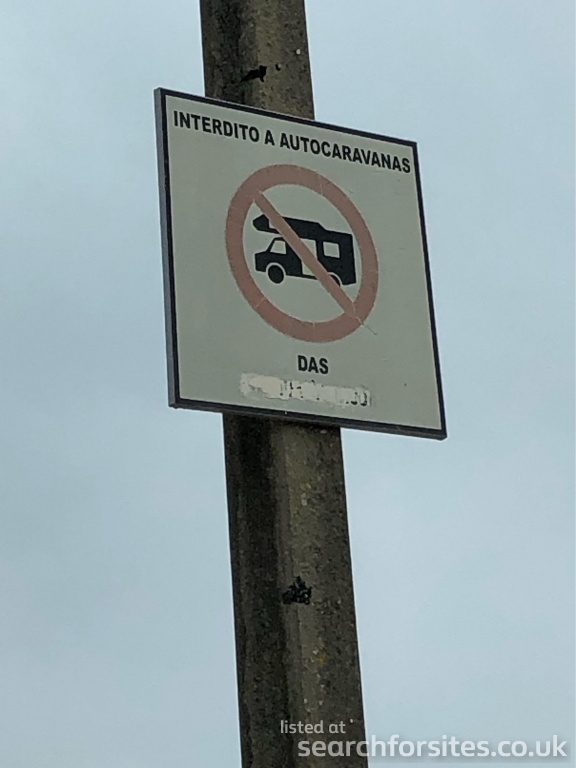 INTERDITO A AUTOCARAVANAS
DAS
listed at
searchforsites.co.uk